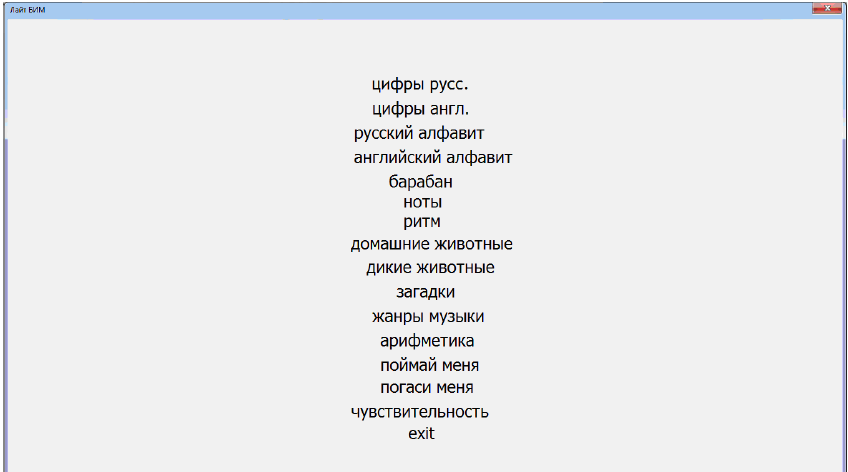 Лайт БИМ
цифры русс.
цифры англ.
русский алфавит
английский алфавит
барабан
ноты
ритм
домашние животные
дикие животные
загадки
жанры музыки
арифметика
поймай меня
погаси меня
чувствительность
exit